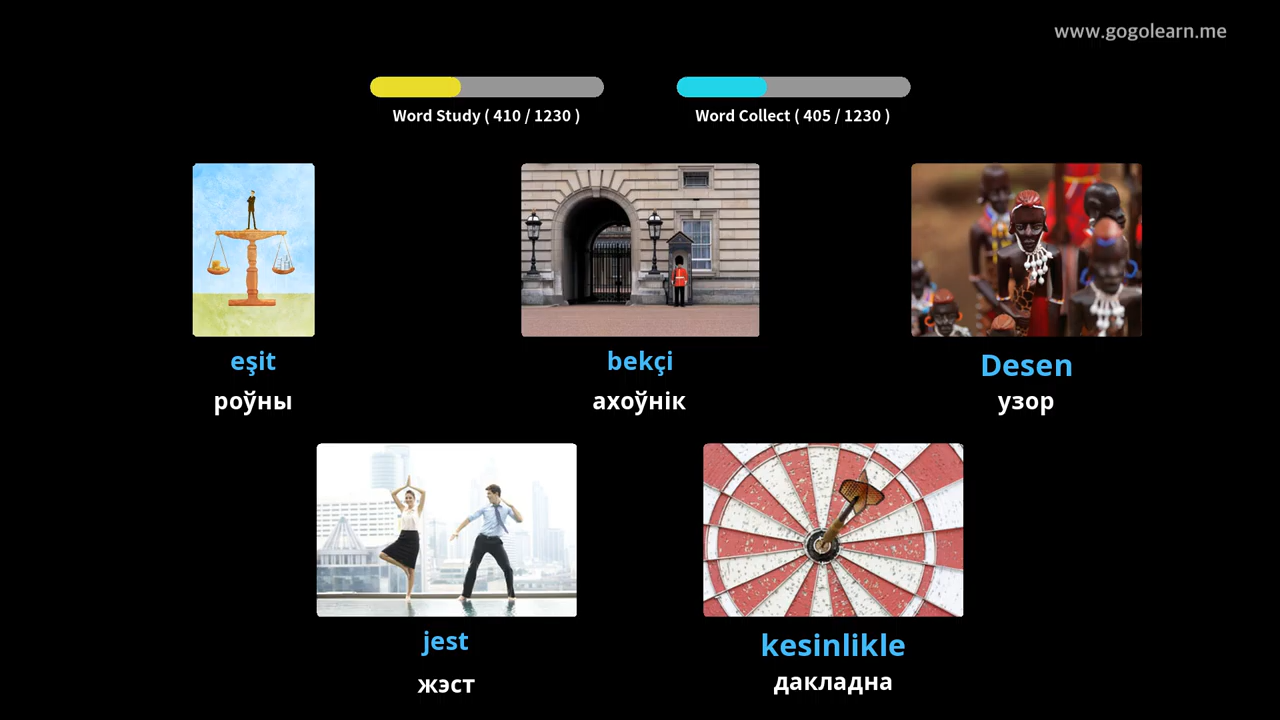 www.gogolearn.me
Word Study ( 410 / 1230 )
Word Collect ( 405 / 1230 )
eşit
роўны
bekçi
ахоўнік
Desen
узор
jest
жэст
kesinlikle
дакладна